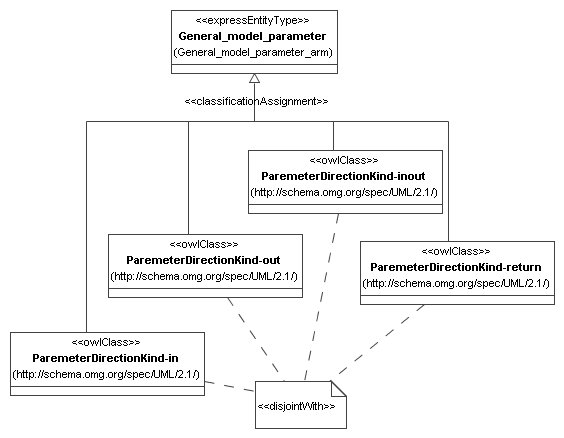 <<expressEntityType>>
General_model_parameter
(General_model_parameter_arm)
<<classificationAssignment>>
<<owlClass>>
ParemeterDirectionKind-inout
(http://schema.omg.org/spec/UML/2.1/)
<<owlClass>>
ParemeterDirectionKind-out
(http://schema.omg.org/spec/UML/2.1/)
<<owlClass>>
ParemeterDirectionKind-return
(http://schema.omg.org/spec/UML/2.1/)
<<owlClass>>
ParemeterDirectionKind-in
(http://schema.omg.org/spec/UML/2.1/)
<<disjointWith>>